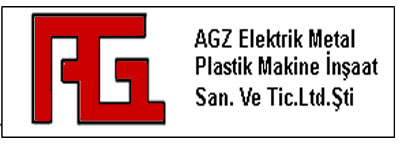 AGZ Elektrik Metal
Plastik Makine İnşaat
San. Ve Tic.Ltd.Şti